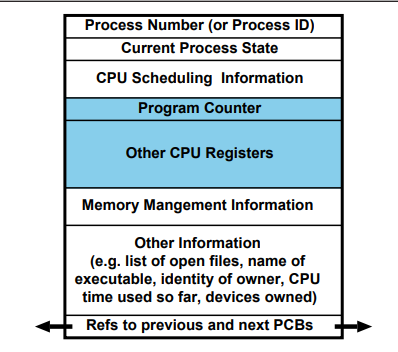 Process Number (or Process ID)
Current Process State
CPU Scheduling Information
Program Counter
Other CPU Registers
Memory Mangement Information
Other Information
(e.g. list of open files, name of
executable, identity of owner, CPU
time used so far, devices owned)
Refs to previous and next PCBs